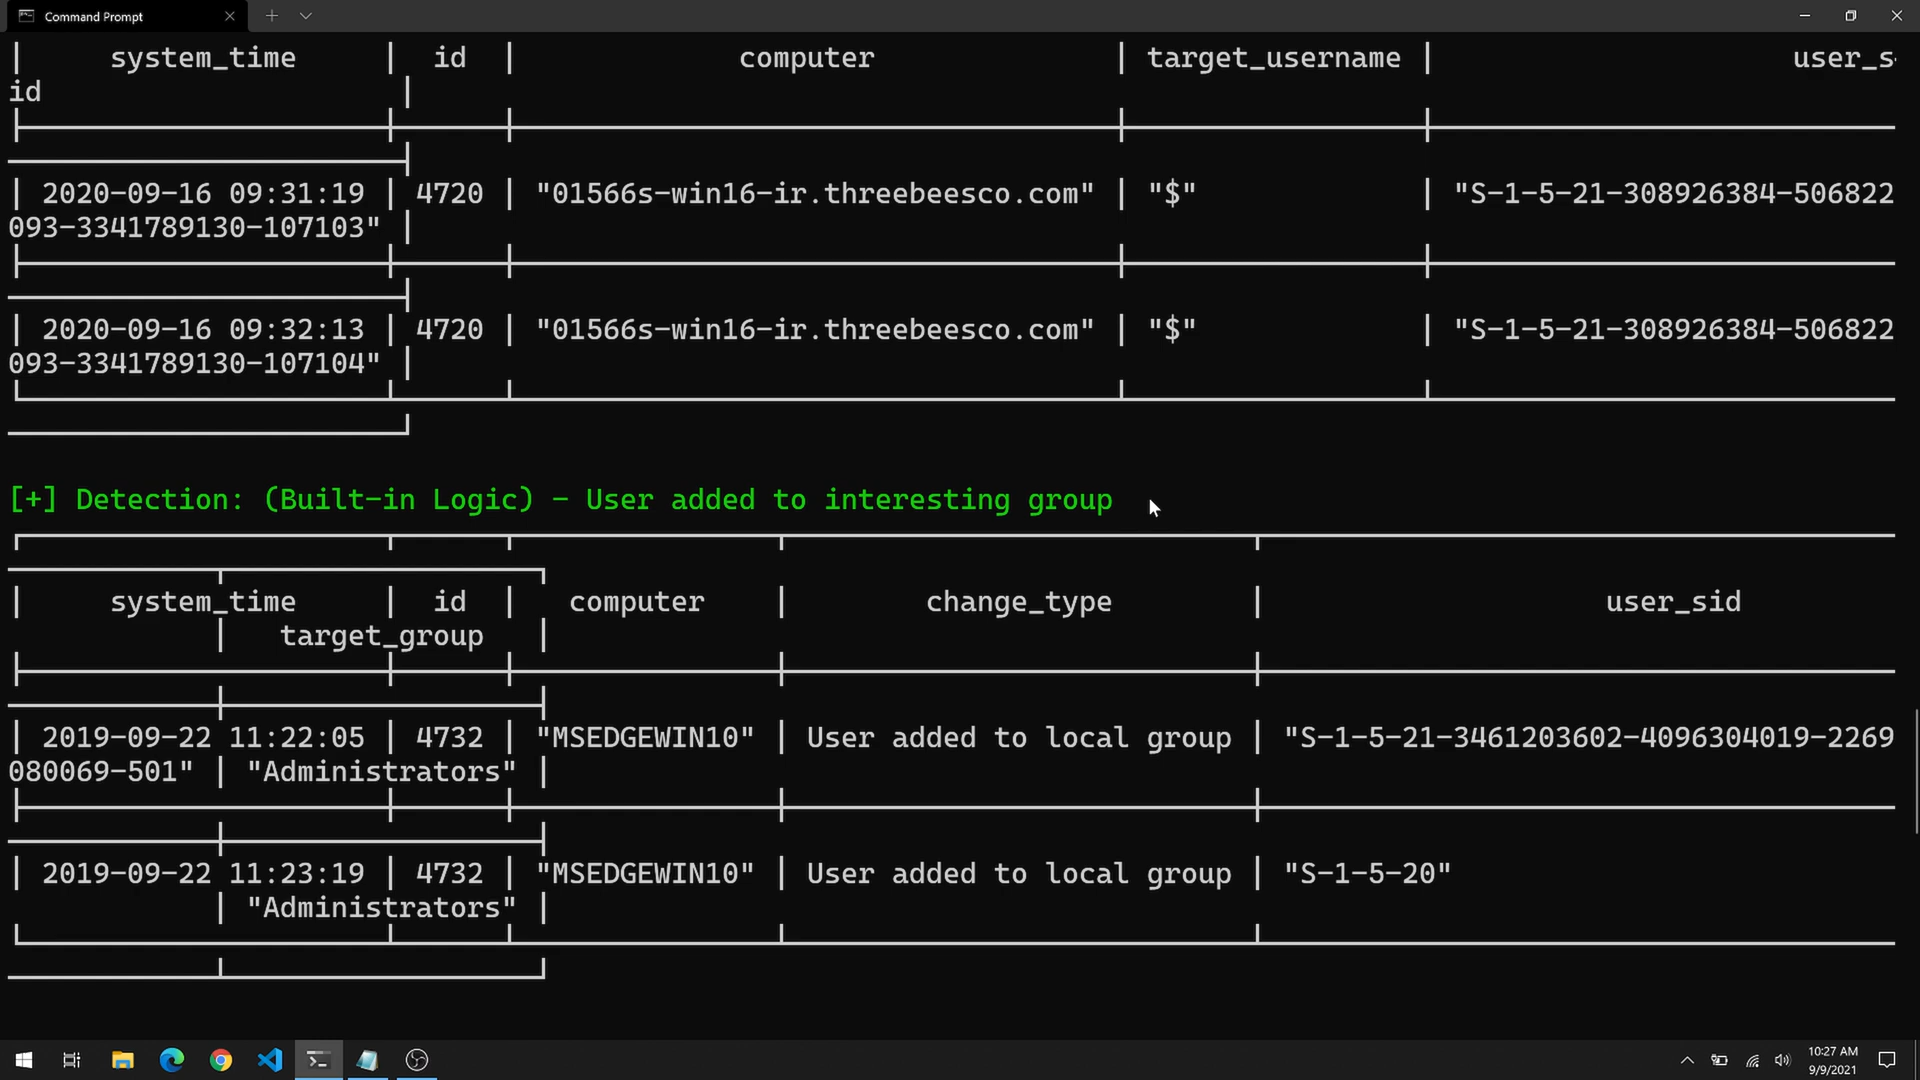 Command Prompt
| system_time | id | computer | target_username | user_s
id |
| 2020-09-16 09:31:19 | 4720 | "01566s-win16-ir.threebeesco.com" | "$" | "S-1-5-21-308926384-506822
093-3341789130-107103" |
| 2020-09-16 09:32:13 | 4720 | "01566s-win16-ir.threebeesco.com" | "$" | "S-1-5-21-308926384-506822
093-3341789130-107104" |
[+] Detection: (Built-in Logic) - User added to interesting group
| system_time | id | computer | change_type | user_sid
| target_group |
| 2019-09-22 11:22:05 | 4732 | "MSEDGEWIN10" | User added to local group | "S-1-5-21-3461203602-4096304019-2269
080069-501" | "Administrators" |
| 2019-09-22 11:23:19 | 4732 | "MSEDGEWIN10" | User added to local group | "S-1-5-20"
| "Administrators" |
10:27 AM
9/9/2021